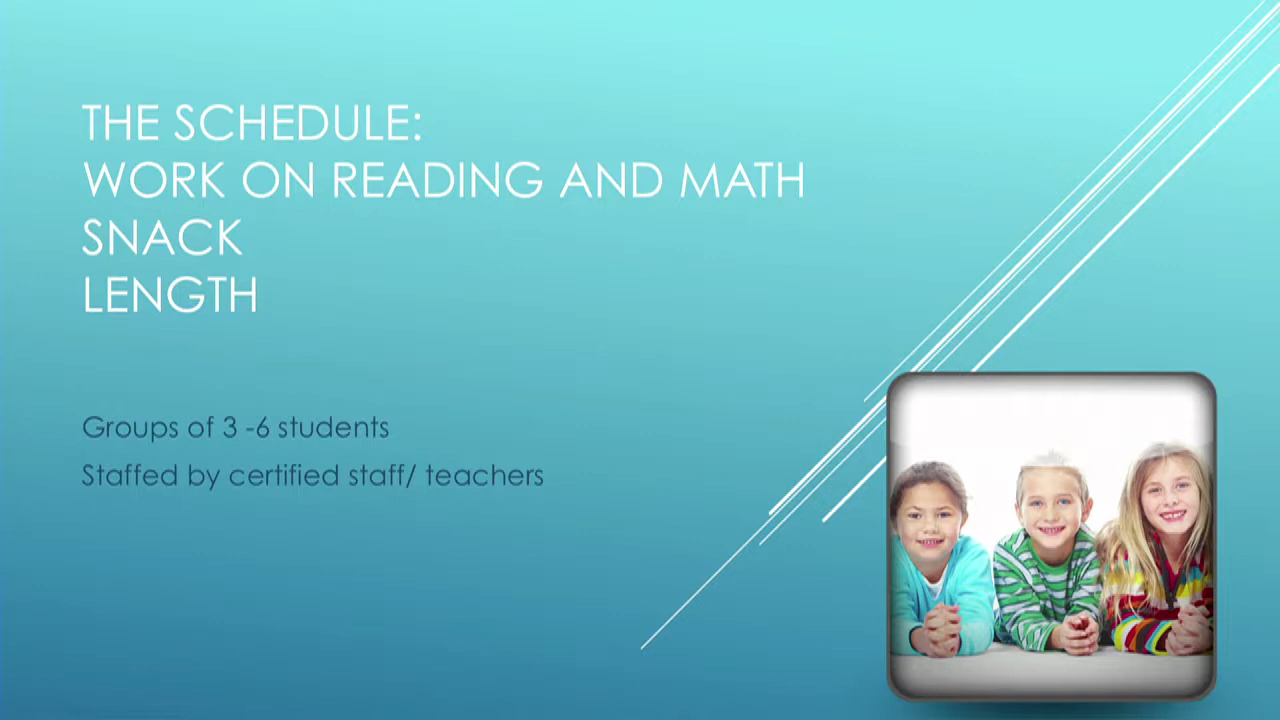 THE SCHEDULE:
WORK ON READING AND MATH
SNACK
LENGTH
Groups of 3 -6 students
Staffed by certified staff/ teachers